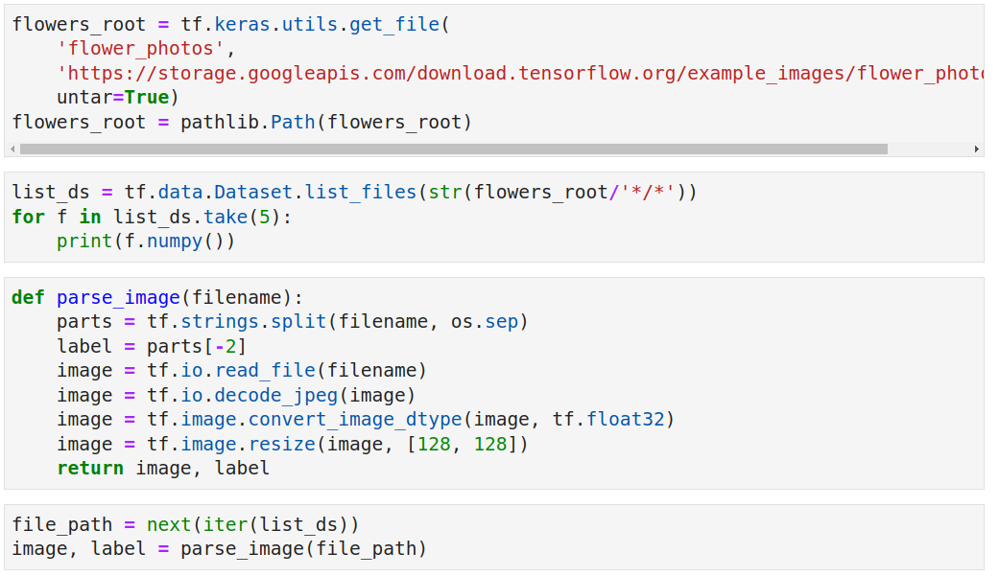 flowers_root = tf.keras.utils.get_file(
    'flower_photos',
    'https://storage.googleapis.com/download.tensorflow.org/example_images/flower_photo
    untar=True)
flowers_root = pathlib.Path(flowers_root)
list_ds = tf.data.Dataset.list_files(str(flowers_root/'*/*'))
for f in list_ds.take(5):
    print(f.numpy())
def parse_image(filename):
    parts = tf.strings.split(filename, os.sep)
    label = parts[-2]
    image = tf.io.read_file(filename)
    image = tf.io.decode_jpeg(image)
    image = tf.image.convert_image_dtype(image, tf.float32)
    image = tf.image.resize(image, [128, 128])
    return image, label
file_path = next(iter(list_ds))
image, label = parse_image(file_path)